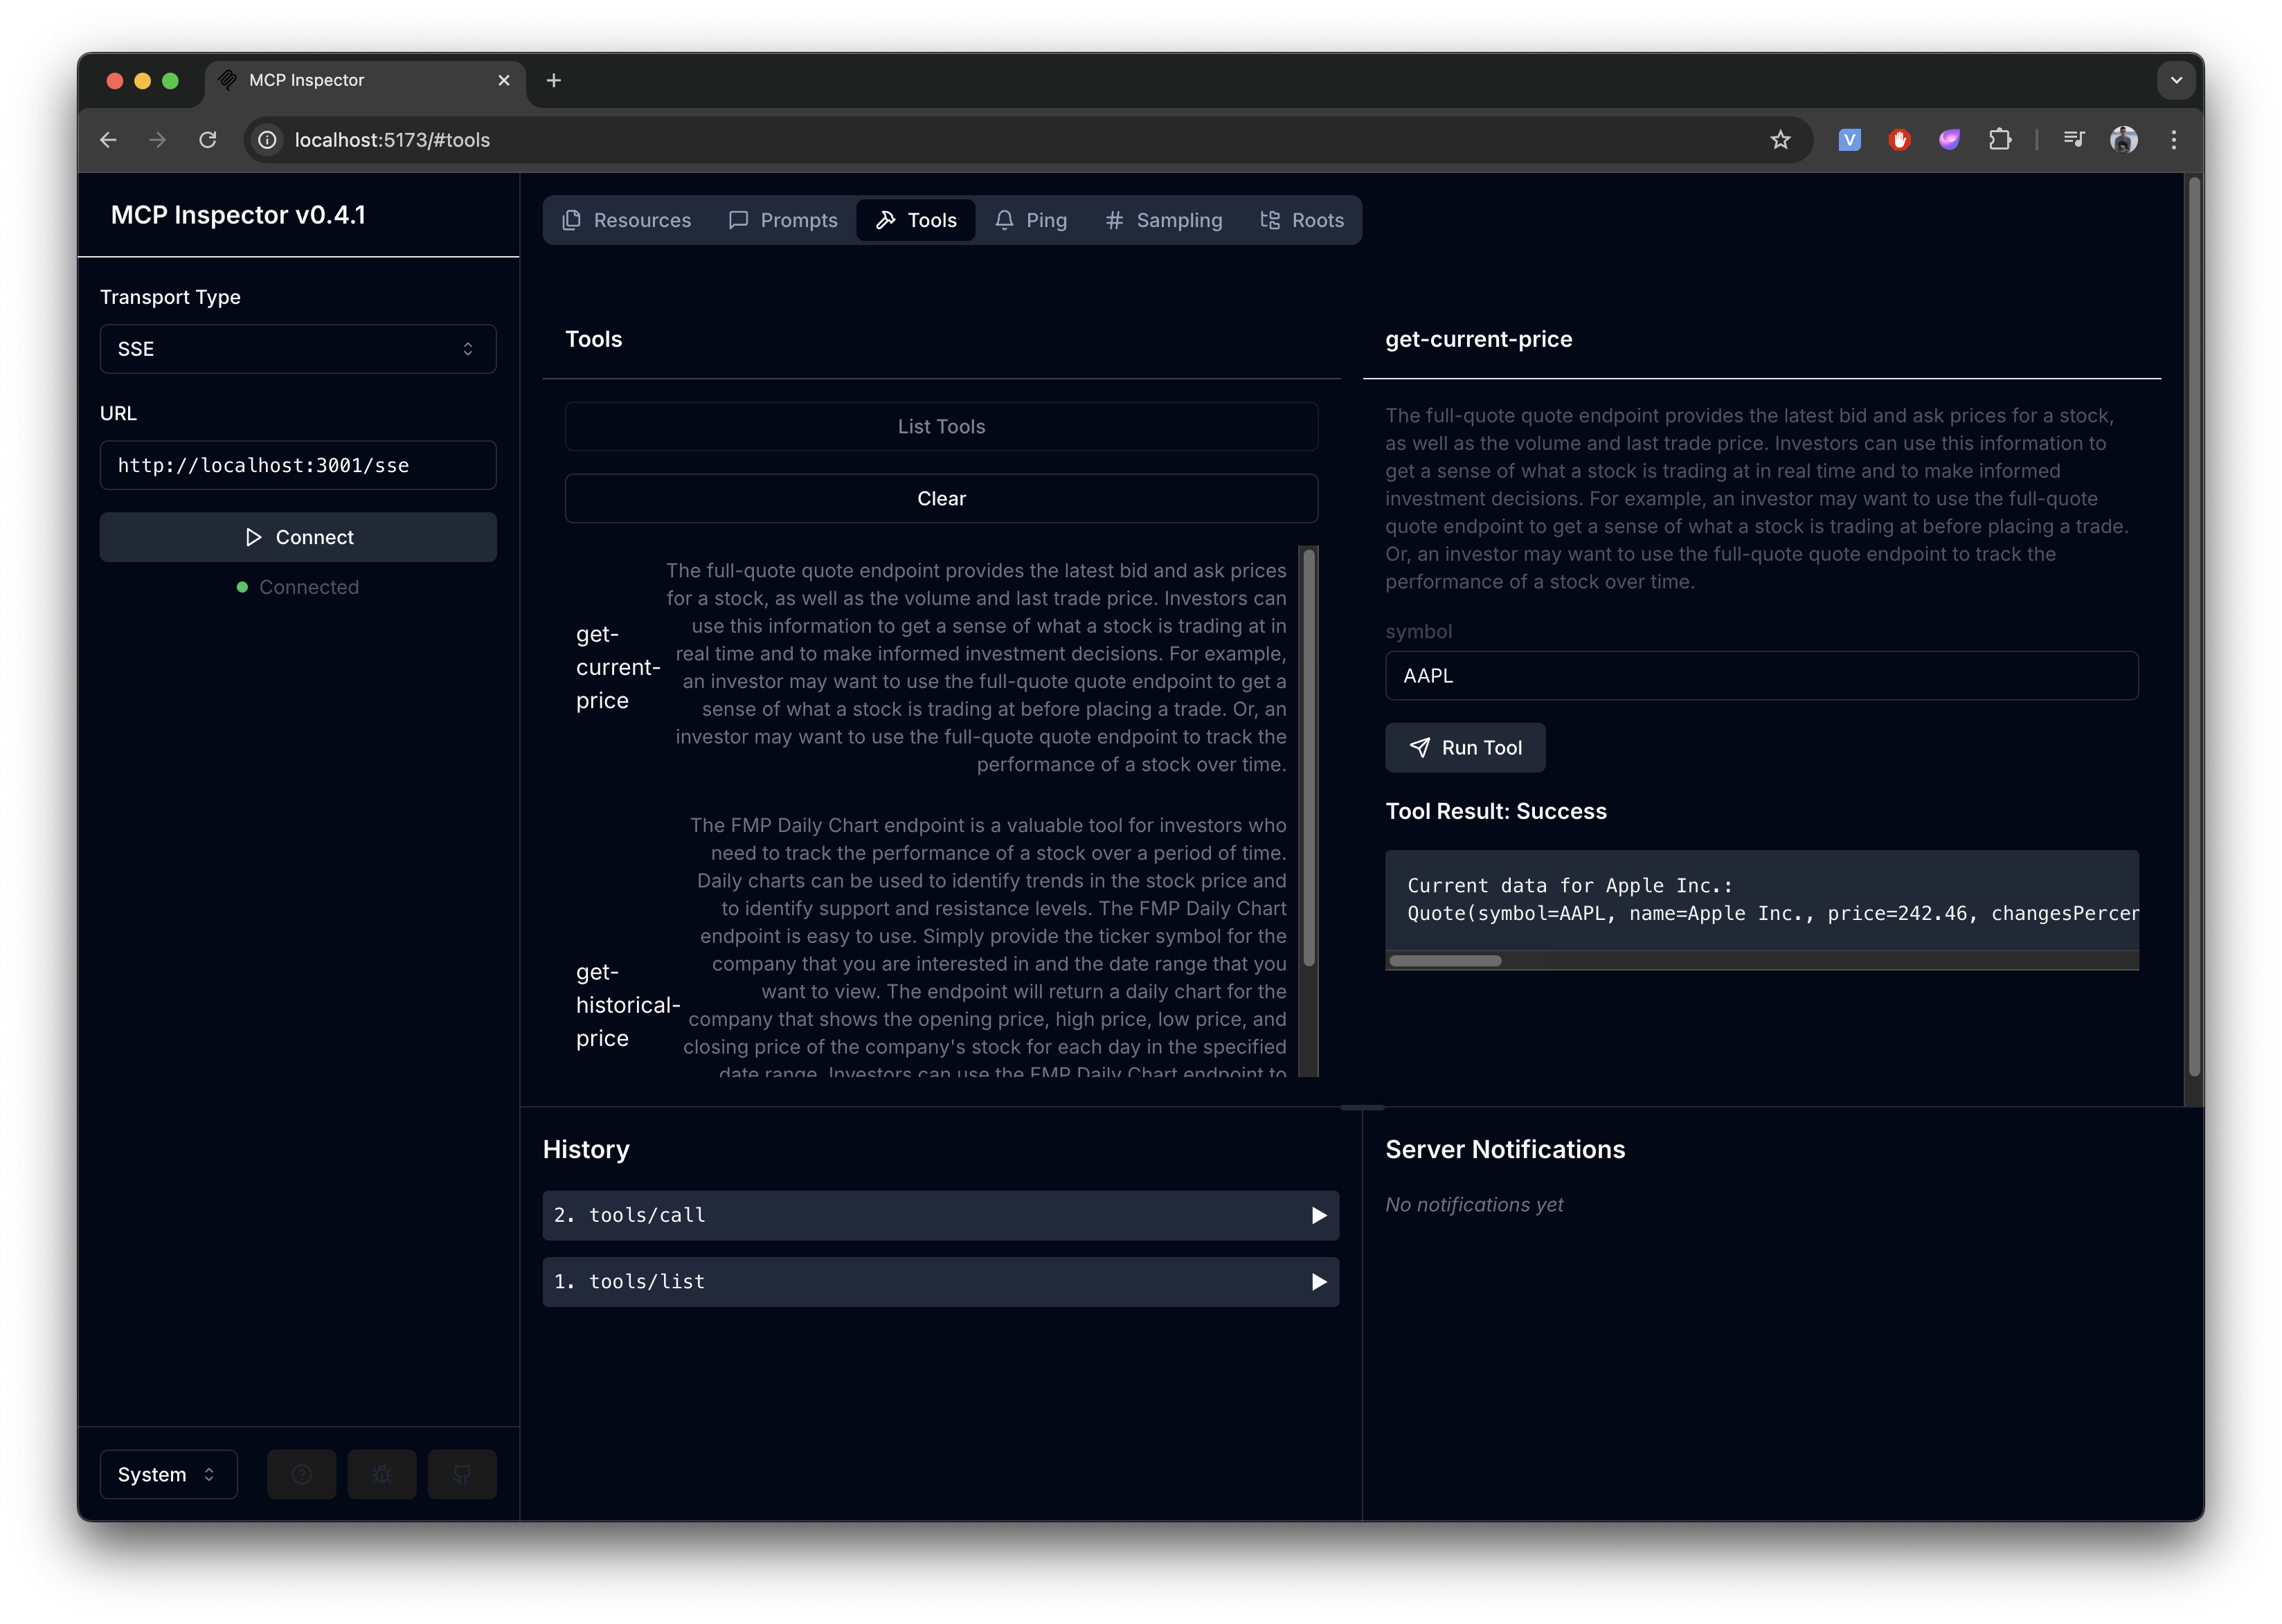 MCP Inspector
localhost:5173/#tools
V
MCP Inspector v0.4.1
Transport Type
SSE
URL
http://localhost:3001/sse
Connect
Connected
System
Resources
Prompts
Tools
Ping
Sampling
Roots
Tools
List Tools
Clear
get-
current-
price
The full-quote quote endpoint provides the latest bid and ask prices
for a stock, as well as the volume and last trade price. Investors can
use this information to get a sense of what a stock is trading at in
real time and to make informed investment decisions. For example,
an investor may want to use the full-quote quote endpoint to get a
sense of what a stock is trading at before placing a trade. Or, an
investor may want to use the full-quote quote endpoint to track the
performance of a stock over time.
get-
historical-
price
The FMP Daily Chart endpoint is a valuable tool for investors who
need to track the performance of a stock over a period of time.
Daily charts can be used to identify trends in the stock price and
to identify support and resistance levels. The FMP Daily Chart
endpoint is easy to use. Simply provide the ticker symbol for the
company that you are interested in and the date range that you
want to view. The endpoint will return a daily chart for the
company that shows the opening price, high price, low price, and
closing price of the company's stock for each day in the specified
date range. Investors can use the FMP Daily Chart endpoint to
get-current-price
The full-quote quote endpoint provides the latest bid and ask prices for a stock,
as well as the volume and last trade price. Investors can use this information to
get a sense of what a stock is trading at in real time and to make informed
investment decisions. For example, an investor may want to use the full-quote
quote endpoint to get a sense of what a stock is trading at before placing a trade.
Or, an investor may want to use the full-quote quote endpoint to track the
performance of a stock over time.
symbol
AAPL
Run Tool
Tool Result: Success
Current data for Apple Inc.:
Quote(symbol=AAPL, name=Apple Inc., price=242.46, changesPercen
History
2. tools/call
1. tools/list
Server Notifications
No notifications yet